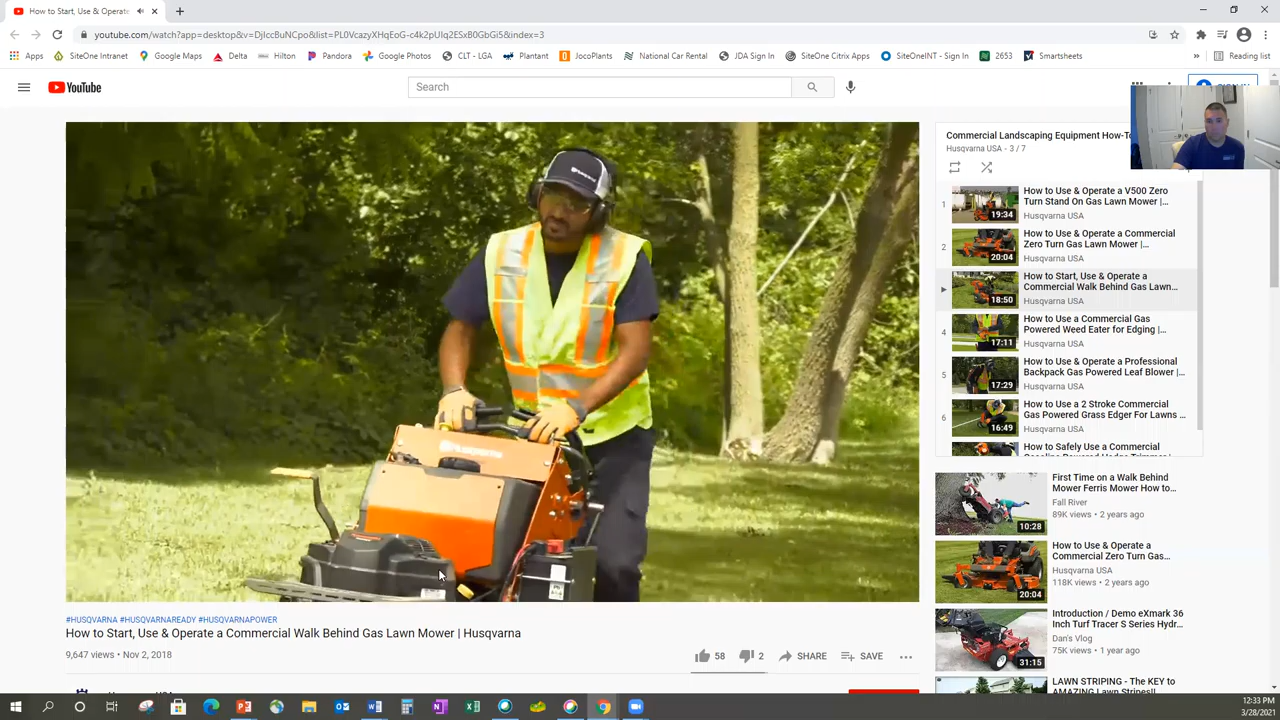 How to Start, Use & Operate
youtube.com/watch?app=desktop&v=DjIccBuNCpo&list=PL0VcazyXHqEoG-c4k2pUIq2ESxB0GbGi5&index=3
Apps SiteOne Intranet Google Maps Delta Hilton Pandora Google Photos CLT - LGA Plantant JocoPlants National Car Rental JDA Sign In SiteOne Citrix Apps SiteOneINT - Sign In 2653 Smartsheets » Reading list
YouTube
Search
Commercial Landscaping Equipment How-To
Husqvarna USA - 3 / 7
1
How to Use & Operate a V500 Zero
Turn Stand On Gas Lawn Mower |...
Husqvarna USA
19:34
2
How to Use & Operate a Commercial
Zero Turn Gas Lawn Mower |...
Husqvarna USA
20:04
How to Start, Use & Operate a
Commercial Walk Behind Gas Lawn...
Husqvarna USA
18:50
4
How to Use a Commercial Gas
Powered Weed Eater for Edging |...
Husqvarna USA
17:11
5
How to Use & Operate a Professional
Backpack Gas Powered Leaf Blower |...
Husqvarna USA
17:29
6
How to Use a 2 Stroke Commercial
Gas Powered Grass Edger For Lawns ...
Husqvarna USA
16:49
How to Safely Use a Commercial
First Time on a Walk Behind
Mower Ferris Mower How to...
Fall River
89K views • 2 years ago
10:28
How to Use & Operate a
Commercial Zero Turn Gas...
Husqvarna USA
118K views • 2 years ago
20:04
Introduction / Demo eXmark 36
Inch Turf Tracer S Series Hydr...
Dan's Vlog
75K views • 1 year ago
31:15
LAWN STRIPING - The KEY to
AMAZING Lawn Stripes!!
#HUSQVARNA #HUSQVARNAREADY #HUSQVARNAPOWER
How to Start, Use & Operate a Commercial Walk Behind Gas Lawn Mower | Husqvarna
9,647 views • Nov 2, 2018
58 2 SHARE SAVE ...
12:33 PM
3/28/2021